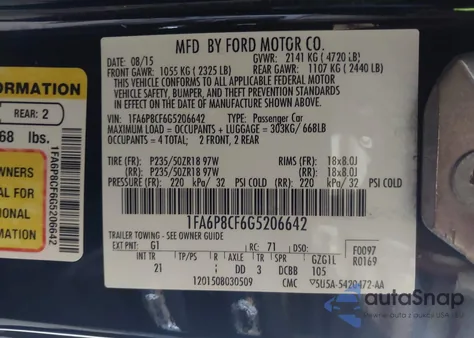 MFD BY FORD MOTOR CO.
DATE: 08/15 GVWR: 2141 KG ( 4720 LB)
FRONT GAWR: 1055 KG ( 2325 LB) REAR GAWR: 1107 KG ( 2440 LB)
THIS VEHICLE CONFORMS TO ALL APPLICABLE FEDERAL MOTOR
VEHICLE SAFETY, BUMPER, AND THEFT PREVENTION STANDARDS
IN EFFECT ON THE DATE OF MANUFACTURE SHOWN ABOVE.
VIN: 1FA6P8CF6G5206642 TYPE: Passenger Car
MAXIMUM LOAD = OCCUPANTS + LUGGAGE = 303KG/ 668LB
OCCUPANTS = 4 TOTAL: 2 FRONT, 2 REAR
TIRE (FR): P235/50ZR18 97W RIMS (FR): 18x8.0J
(RR): P235/50ZR18 97W (RR): 18x8.0J
PRESSURE (FR): 220 kPa/ 32 PSI COLD (RR): 220 kPa/ 32 PSI COLD
1FA6P8CF6G5206642
TRAILER TOWING - SEE OWNER GUIDE
EXT PNT: G1 RC: 71 DSO: F0097
R0169
INT TR TP/PS R AXLE TR SPR GZG1L
21 J DD 3 DCBB 105
1201508030509 CMC ▽SU5A-5420472-AA
FORMATION
REAR: 2
68 lbs.
1FA6P8CF6G5206642
OWNERS
AL FOR
IONAL
MATION
autoSnap